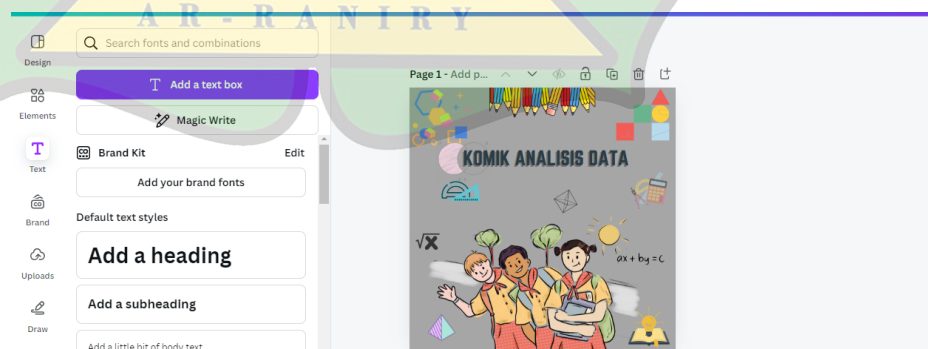 AR-RANIRY
Search fonts and combinations
Design
Add a text box
Elements
Magic Write
Text
Brand Kit
Edit
Add your brand fonts
Brand
Default text styles
Add a heading
Uploads
Add a subheading
Draw
Add a little bit of body text
Page 1 - Add p...
KOMIK ANALISIS DATA
√x
ax + by = c